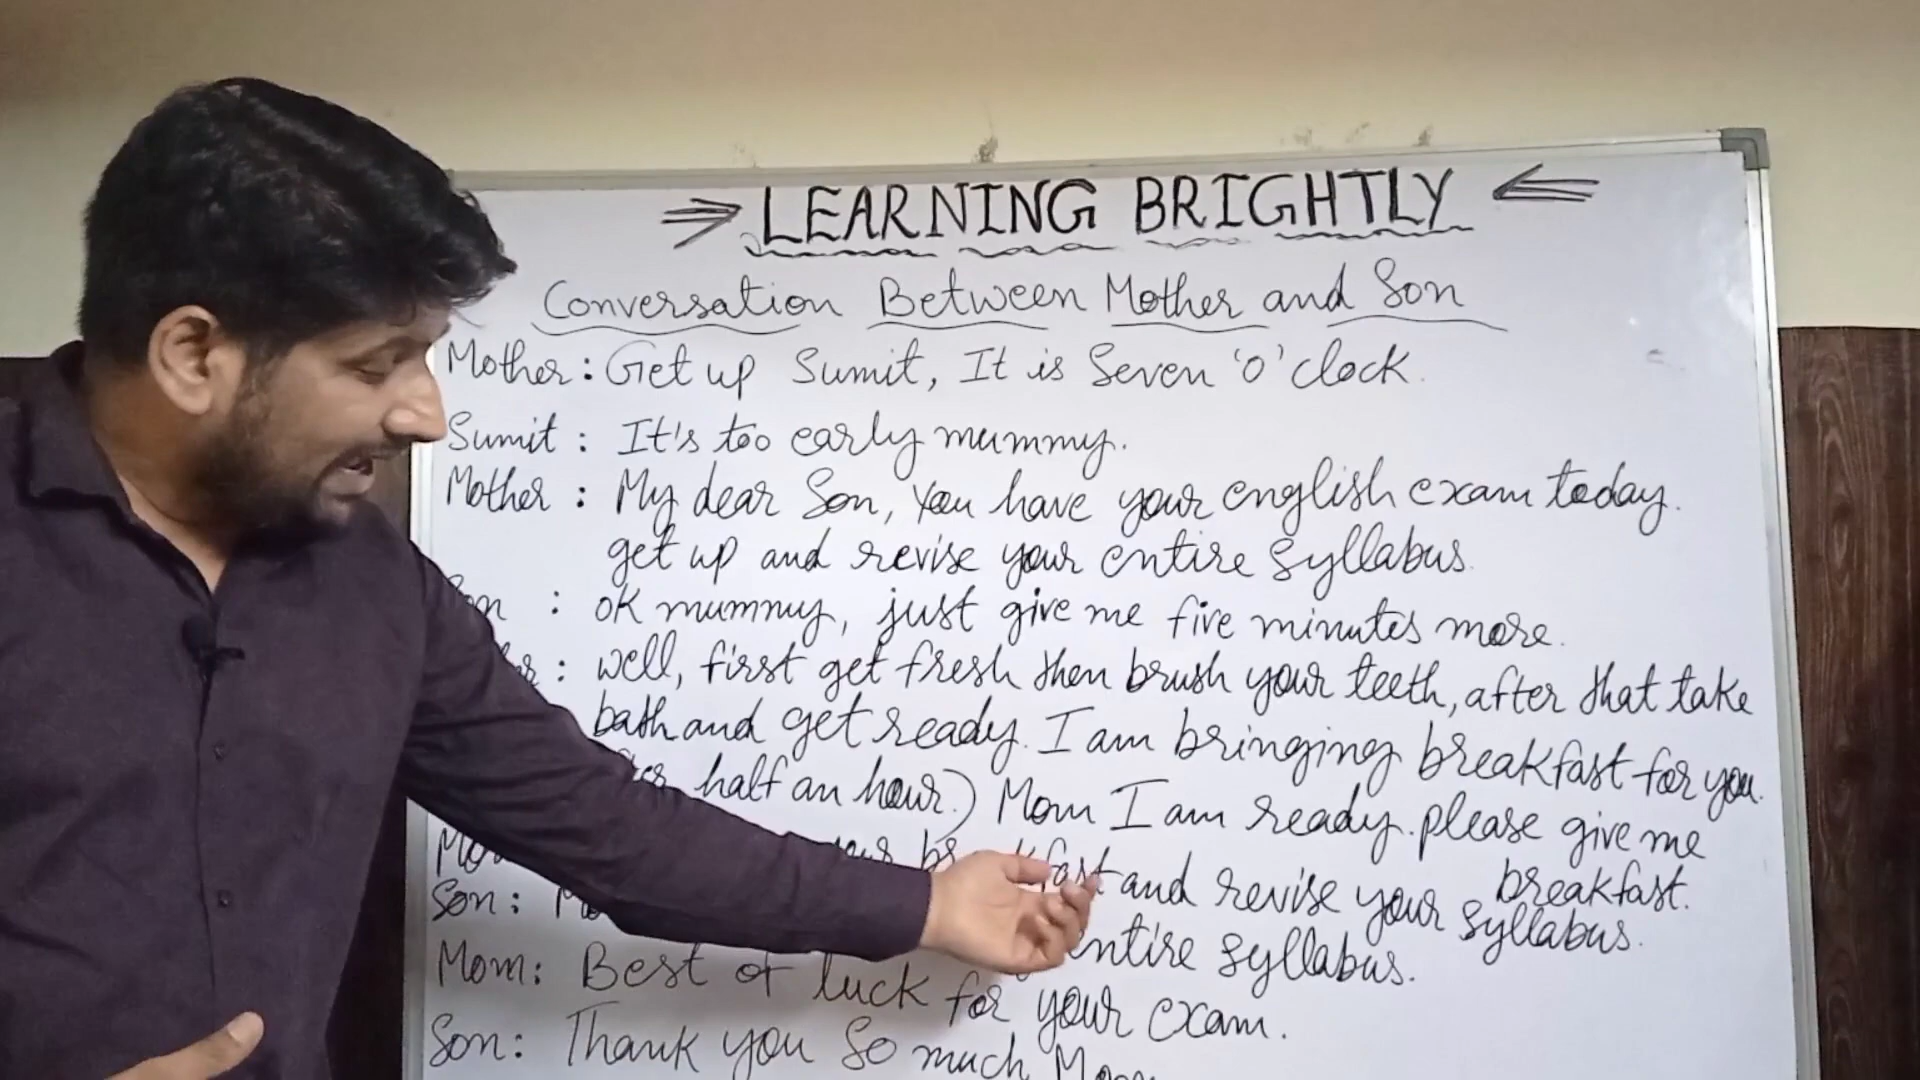 ⇒ LEARNING BRIGHTLY ⇐
Conversation Between Mother and Son
Mother: Get up Sumit, It is Seven 'o' clock.
Sumit: It's too early mummy.
Mother: My dear Son, You have your english exam today.
get up and revise your entire syllabus.
: ok mummy, just give me five minutes more.
: well, first get fresh then brush your teeth, after that take
bath and get ready. I am bringing breakfast for you.
half an hour.) Mom I am ready. please give me
breakfast.
and revise your syllabus.
Son: entire syllabus.
Mom: Best of luck for your exam.
Son: Thank you So much